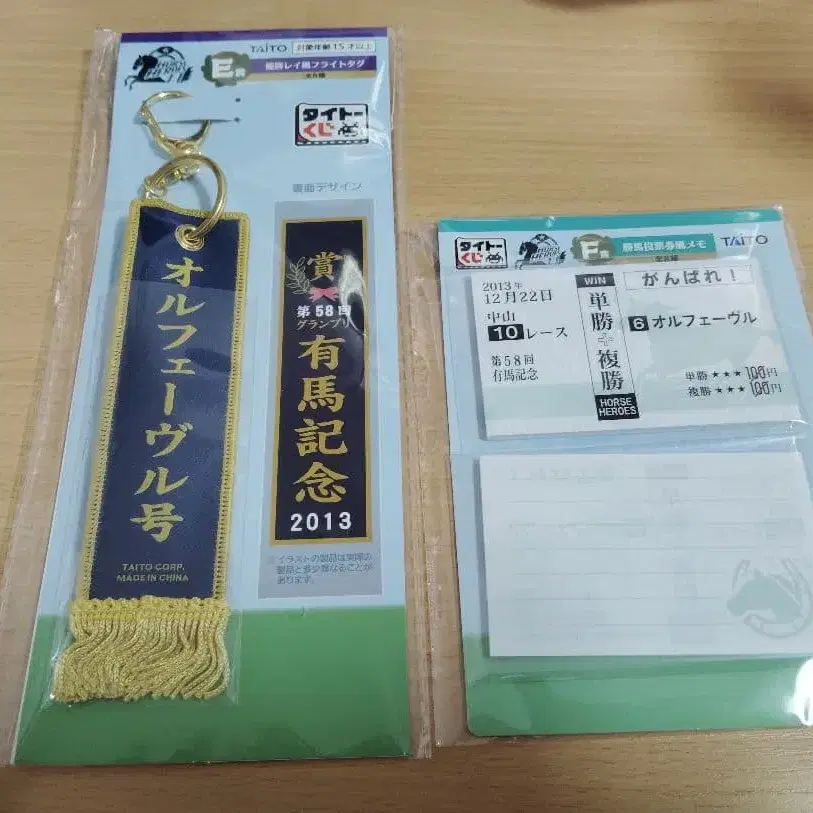 HORSE HEROES
TAITO
対象年齢15才以上
E賞
優勝レイ風フライトタグ
全8種
タイトー
くじ
裏面デザイン
オルフェーヴル号
TAITO CORP.
MADE IN CHINA
賞
第58回
グランプリ
有馬記念
2013
※イラストの製品は実際の
製品と多少異なることが
あります。
タイトー
くじ
F賞
勝馬投票券風メモ
全8種
TAITO
2013年
12月22日
中山
10レース
第58回
有馬記念
WIN
単勝+複勝
HORSE
HEROES
がんばれ!
6 オルフェーヴル
単勝★★★100円
複勝★★★100円